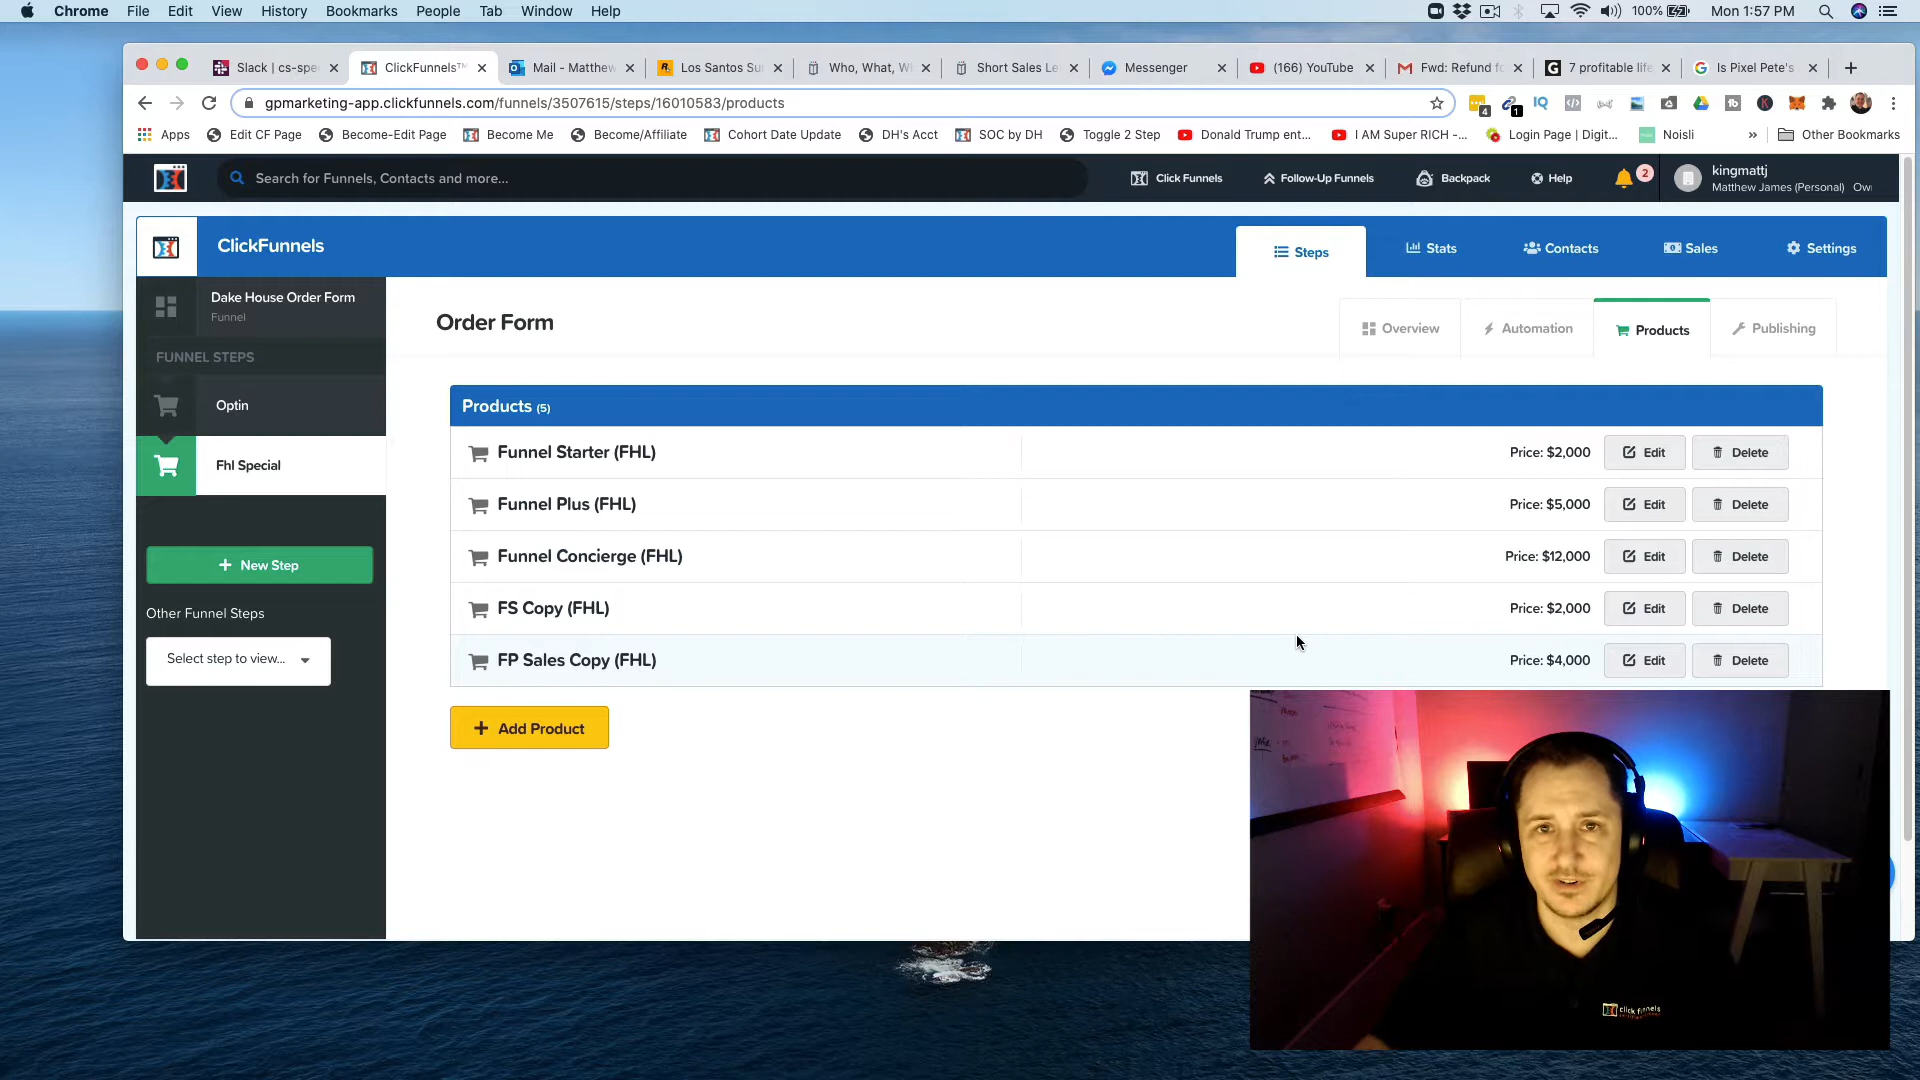 Chrome File Edit View History Bookmarks People Tab Window Help 100% Mon 1:57 PM
Slack | cs-spe
ClickFunnels™
Mail - Matthew
Los Santos Su
Who, What, W
Short Sales Le
Messenger
(166) YouTube
Fwd: Refund f
7 profitable life
Is Pixel Pete's
gpmarketing-app.clickfunnels.com/funnels/3507615/steps/16010583/products
4
1
Apps Edit CF Page Become-Edit Page Become Me Become/Affiliate Cohort Date Update DH's Acct SOC by DH Toggle 2 Step Donald Trump ent... I AM Super RICH -... Login Page | Digit... Noisli » Other Bookmarks
Search for Funnels, Contacts and more...
Click Funnels
Follow-Up Funnels
Backpack
Help
2
kingmattj
Matthew James (Personal) Ow
ClickFunnels
Steps
Stats
Contacts
Sales
Settings
Dake House Order Form
Funnel
FUNNEL STEPS
Optin
Fhl Special
+ New Step
Other Funnel Steps
Select step to view...
Order Form
Overview
Automation
Products
Publishing
Products (5)
Funnel Starter (FHL) Price: $2,000 Edit Delete
Funnel Plus (FHL) Price: $5,000 Edit Delete
Funnel Concierge (FHL) Price: $12,000 Edit Delete
FS Copy (FHL) Price: $2,000 Edit Delete
FP Sales Copy (FHL) Price: $4,000 Edit Delete
+ Add Product
click funnels